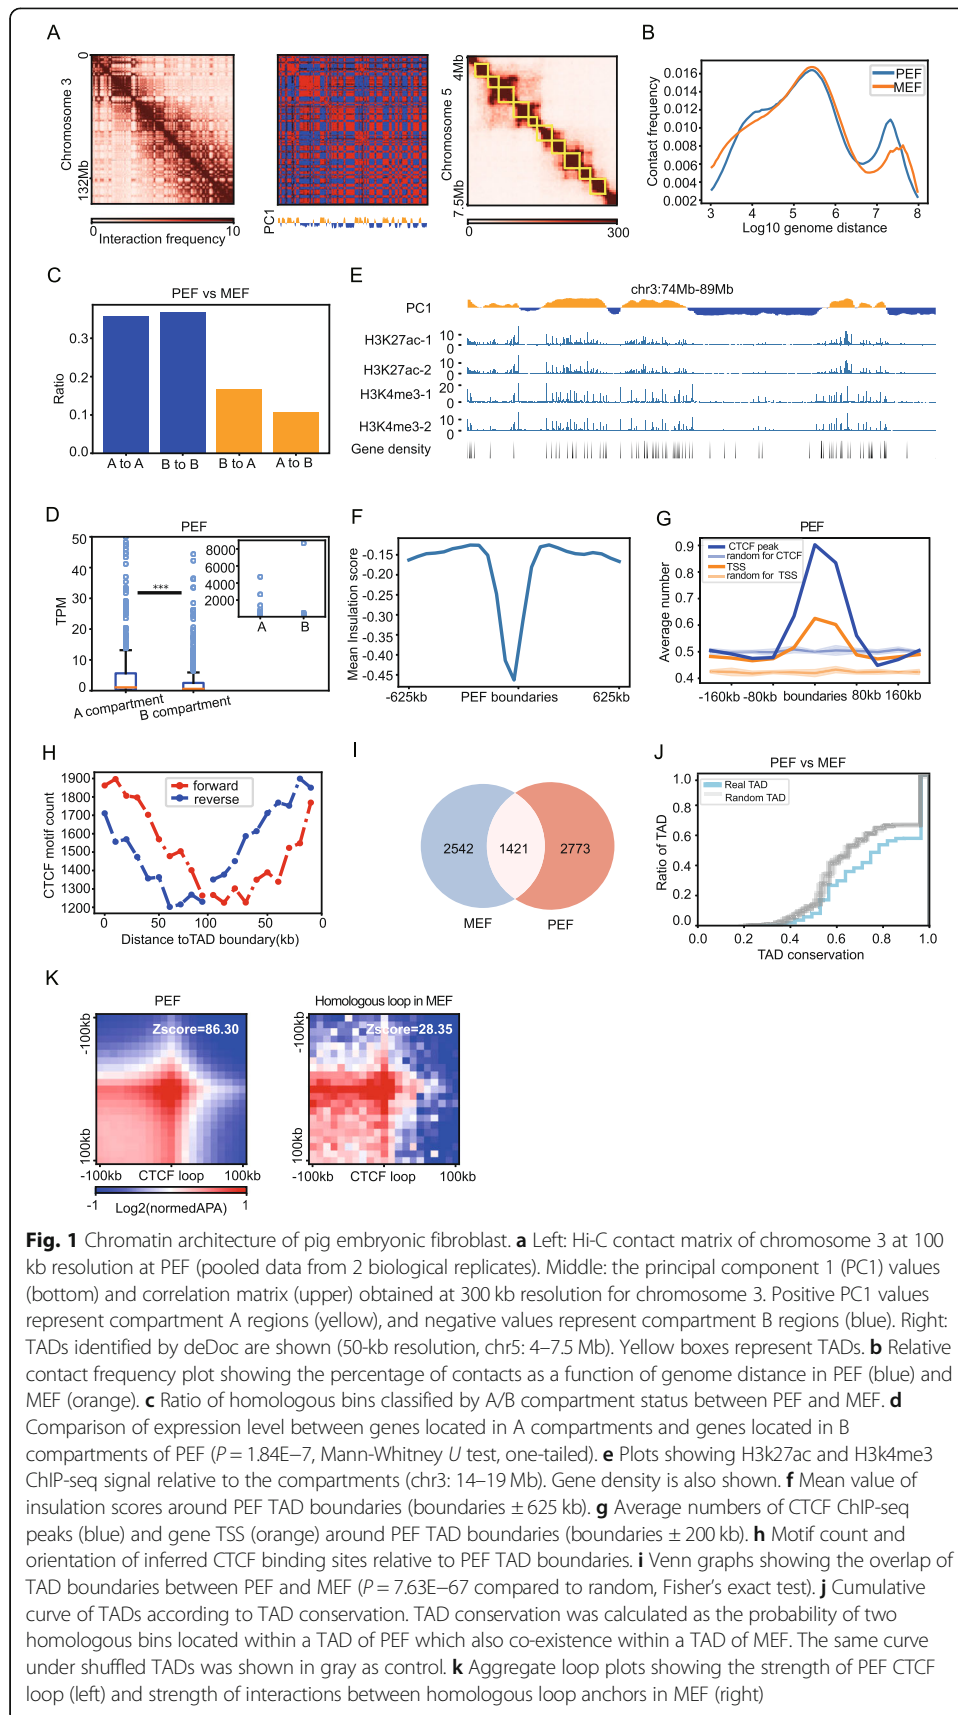 A
0
Chromosome 3
132Mb
0
10
Interaction frequency
PC1
4Mb
Chromosome 5
7.5Mb
0
300
B
PEF
MEF
0.016
0.014
0.012
0.010
0.008
0.006
0.004
0.002
Contact frequency
3
4
5
6
7
8
Log10 genome distance
C
PEF vs MEF
0.3
0.2
0.1
0.0
Ratio
A to A
B to B
B to A
A to B
E
chr3:74Mb-89Mb
PC1
H3K27ac-1
10
0
H3K27ac-2
10
0
H3K4me3-1
20
0
H3K4me3-2
10
0
Gene density
D
PEF
50
40
30
20
10
0
TPM
***
8000
6000
4000
2000
A
B
A compartment
B compartment
F
Mean Insulation score
-0.15
-0.20
-0.25
-0.30
-0.35
-0.40
-0.45
-625kb
PEF boundaries
625kb
G
PEF
CTCF peak
random for CTCF
TSS
random for TSS
Average number
0.9
0.8
0.7
0.6
0.5
0.4
-160kb -80kb boundaries 80kb 160kb
H
forward
reverse
CTCF motif count
1900
1800
1700
1600
1500
1400
1300
1200
0
50
100
50
0
Distance toTAD boundary(kb)
I
2542
1421
2773
MEF
PEF
J
PEF vs MEF
Real TAD
Random TAD
Ratio of TAD
1.0
0.8
0.6
0.4
0.2
0.0
0.0
0.2
0.4
0.6
0.8
1.0
TAD conservation
K
PEF
Zscore=86.30
-100kb
100kb
-100kb
CTCF loop
100kb
-1
1
Log2(normedAPA)
Homologous loop in MEF
Zscore=28.35
-100kb
100kb
-100kb
CTCF loop
100kb
Fig. 1 Chromatin architecture of pig embryonic fibroblast. a Left: Hi-C contact matrix of chromosome 3 at 100
kb resolution at PEF (pooled data from 2 biological replicates). Middle: the principal component 1 (PC1) values
(bottom) and correlation matrix (upper) obtained at 300 kb resolution for chromosome 3. Positive PC1 values
represent compartment A regions (yellow), and negative values represent compartment B regions (blue). Right:
TADs identified by deDoc are shown (50-kb resolution, chr5: 4–7.5 Mb). Yellow boxes represent TADs. b Relative
contact frequency plot showing the percentage of contacts as a function of genome distance in PEF (blue) and
MEF (orange). c Ratio of homologous bins classified by A/B compartment status between PEF and MEF. d
Comparison of expression level between genes located in A compartments and genes located in B
compartments of PEF (P = 1.84E−7, Mann-Whitney U test, one-tailed). e Plots showing H3k27ac and H3k4me3
ChIP-seq signal relative to the compartments (chr3: 14–19 Mb). Gene density is also shown. f Mean value of
insulation scores around PEF TAD boundaries (boundaries ± 625 kb). g Average numbers of CTCF ChIP-seq
peaks (blue) and gene TSS (orange) around PEF TAD boundaries (boundaries ± 200 kb). h Motif count and
orientation of inferred CTCF binding sites relative to PEF TAD boundaries. i Venn graphs showing the overlap of
TAD boundaries between PEF and MEF (P = 7.63E−67 compared to random, Fisher's exact test). j Cumulative
curve of TADs according to TAD conservation. TAD conservation was calculated as the probability of two
homologous bins located within a TAD of PEF which also co-existence within a TAD of MEF. The same curve
under shuffled TADs was shown in gray as control. k Aggregate loop plots showing the strength of PEF CTCF
loop (left) and strength of interactions between homologous loop anchors in MEF (right)